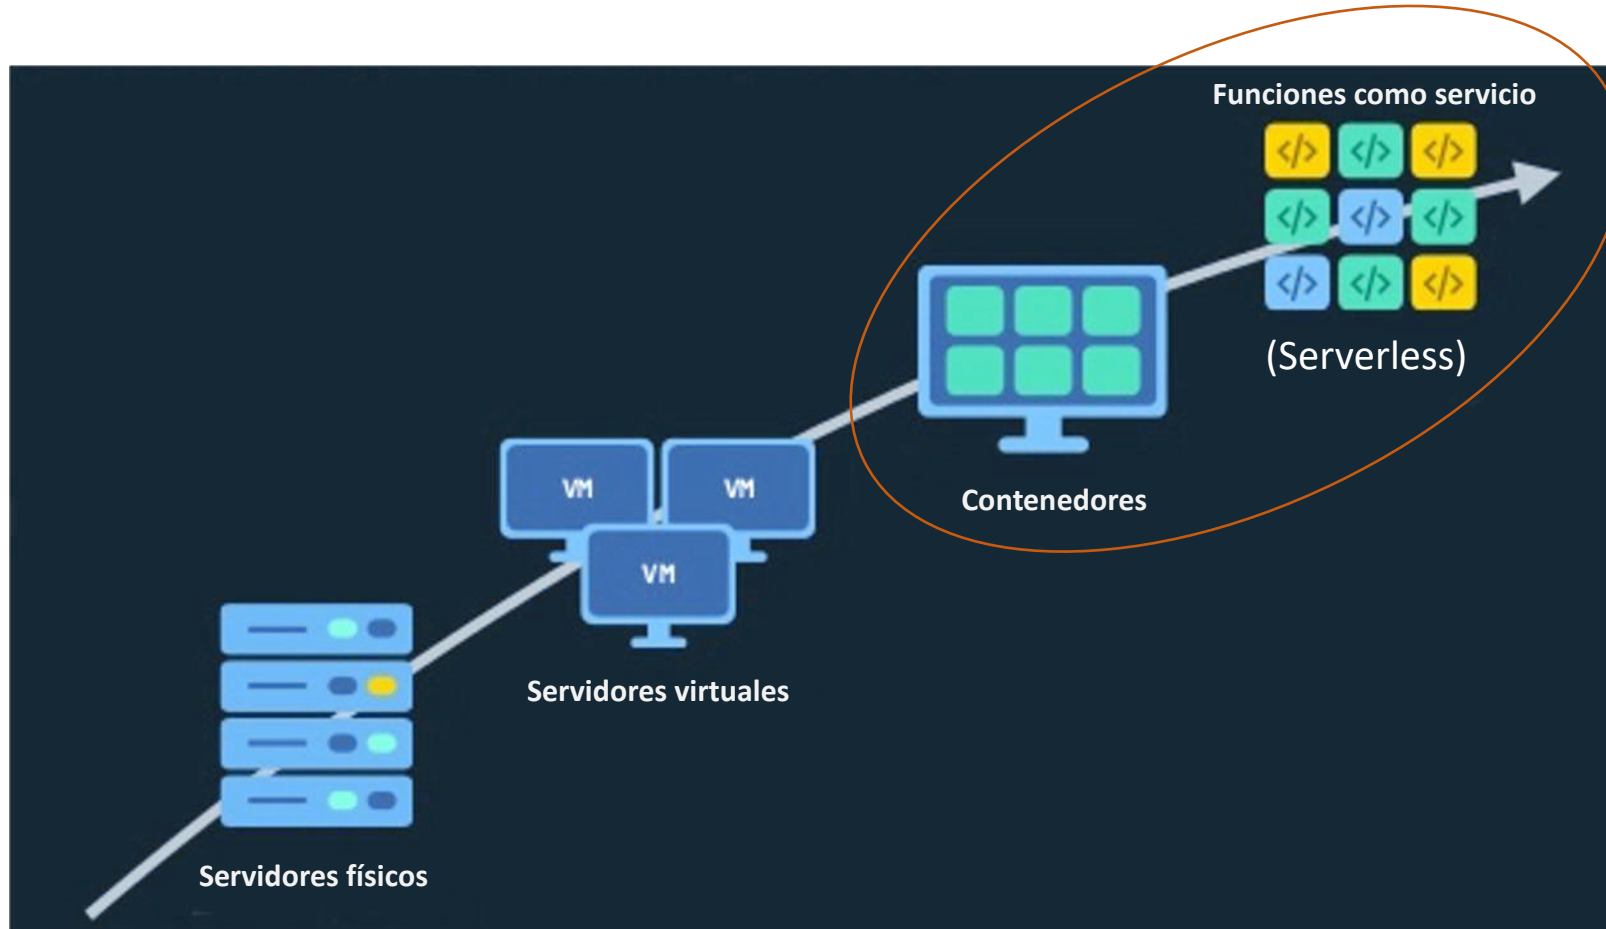 Funciones como servicio
</>
</>
</>
</>
</>
</>
</>
</>
</>
(Serverless)
Contenedores
VM
VM
VM
Servidores virtuales
Servidores físicos